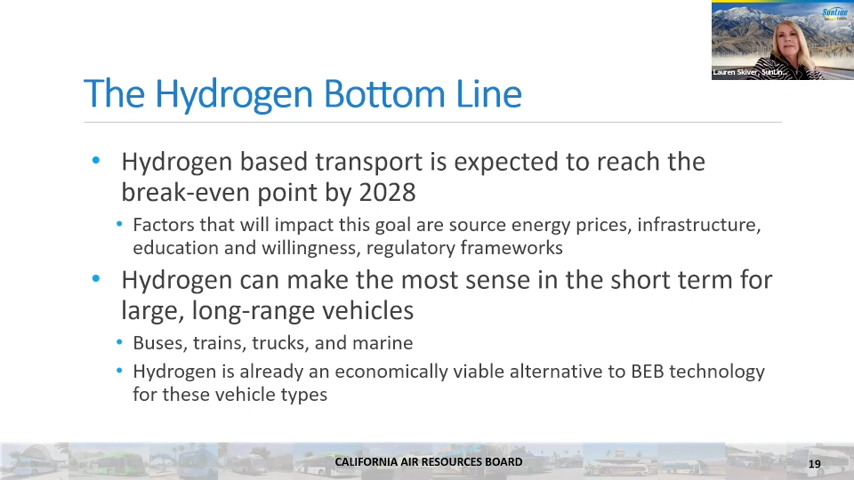 SunLine
Lauren Skiver, SunLin...
The Hydrogen Bottom Line
Hydrogen based transport is expected to reach the
break-even point by 2028
Factors that will impact this goal are source energy prices, infrastructure,
education and willingness, regulatory frameworks
Hydrogen can make the most sense in the short term for
large, long-range vehicles
Buses, trains, trucks, and marine
Hydrogen is already an economically viable alternative to BEB technology
for these vehicle types
CALIFORNIA AIR RESOURCES BOARD
19